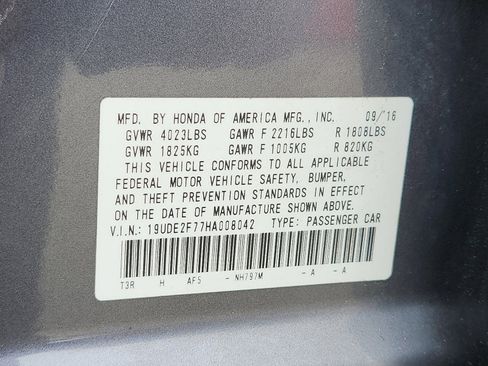 MFD. BY HONDA OF AMERICA MFG., INC. 09/16
GVWR 4023LBS GAWR F 2216LBS R 1808LBS
GVWR 1825KG GAWR F 1005KG R 820KG
THIS VEHICLE CONFORMS TO ALL APPLICABLE
FEDERAL MOTOR VEHICLE SAFETY, BUMPER,
AND THEFT PREVENTION STANDARDS IN EFFECT
ON THE DATE OF MANUFACTURE SHOWN ABOVE.
V.I.N.: 19UDE2F77HA008042 TYPE: PASSENGER CAR
T3R H AF5 - NH797M - A - A